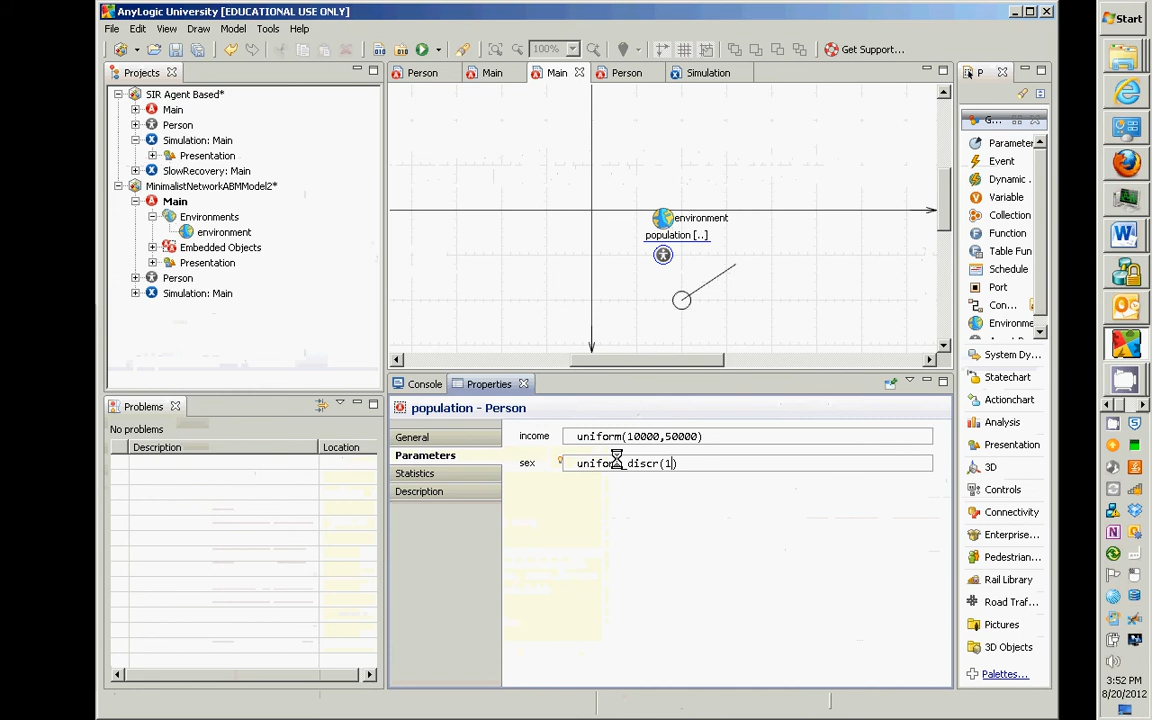 AnyLogic University [EDUCATIONAL USE ONLY]
Start
File Edit View Draw Model Tools Help
100% Get Support...
Projects
SIR Agent Based*
Main
Person
Simulation: Main
Presentation
SlowRecovery: Main
MinimalistNetworkABMModel2*
Main
Environments
environment
Embedded Objects
Presentation
Person
Simulation: Main
Person Main Main Person Simulation
environment
population [..]
P
G...
Parameter
Event
Dynamic
Variable
Collection
Function
Table Fun
Schedule
Port
Con...
Environme
System Dy...
Statechart
Actionchart
Analysis
Presentation
3D
Controls
Connectivity
Enterprise...
Pedestrian...
Rail Library
Road Traf...
Pictures
3D Objects
Palettes...
Problems
No problems
Description Location
Console Properties
population - Person
General
Parameters
Statistics
Description
income uniform(10000,50000)
sex uniform_discr(1)
3:52 PM
8/20/2012